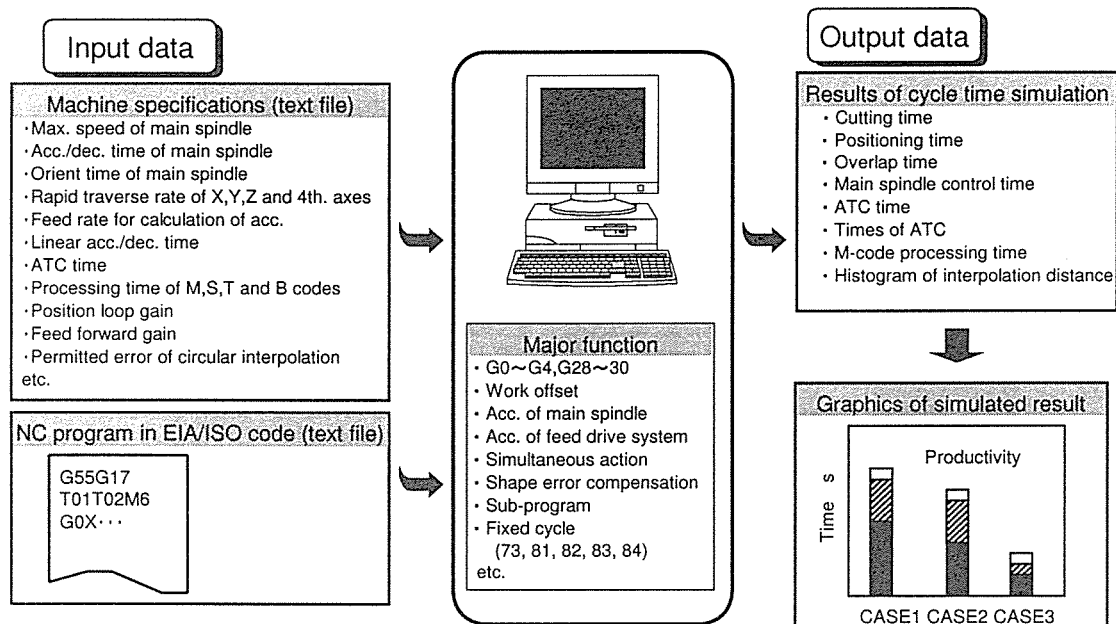 Input data
Machine specifications (text file)
・Max. speed of main spindle
・Acc./dec. time of main spindle
・Orient time of main spindle
・Rapid traverse rate of X,Y,Z and 4th. axes
・Feed rate for calculation of acc.
・Linear acc./dec. time
・ATC time
・Processing time of M,S,T and B codes
・Position loop gain
・Feed forward gain
・Permitted error of circular interpolation
etc.
NC program in EIA/ISO code (text file)
G55G17
T01T02M6
G0X・・・
Major function
・ G0～G4,G28～30
・ Work offset
・ Acc. of main spindle
・ Acc. of feed drive system
・ Simultaneous action
・ Shape error compensation
・ Sub-program
・ Fixed cycle
(73, 81, 82, 83, 84)
etc.
Output data
Results of cycle time simulation
・ Cutting time
・ Positioning time
・ Overlap time
・ Main spindle control time
・ ATC time
・ Times of ATC
・ M-code processing time
・ Histogram of interpolation distance
Graphics of simulated result
Productivity
Time s
CASE1 CASE2 CASE3